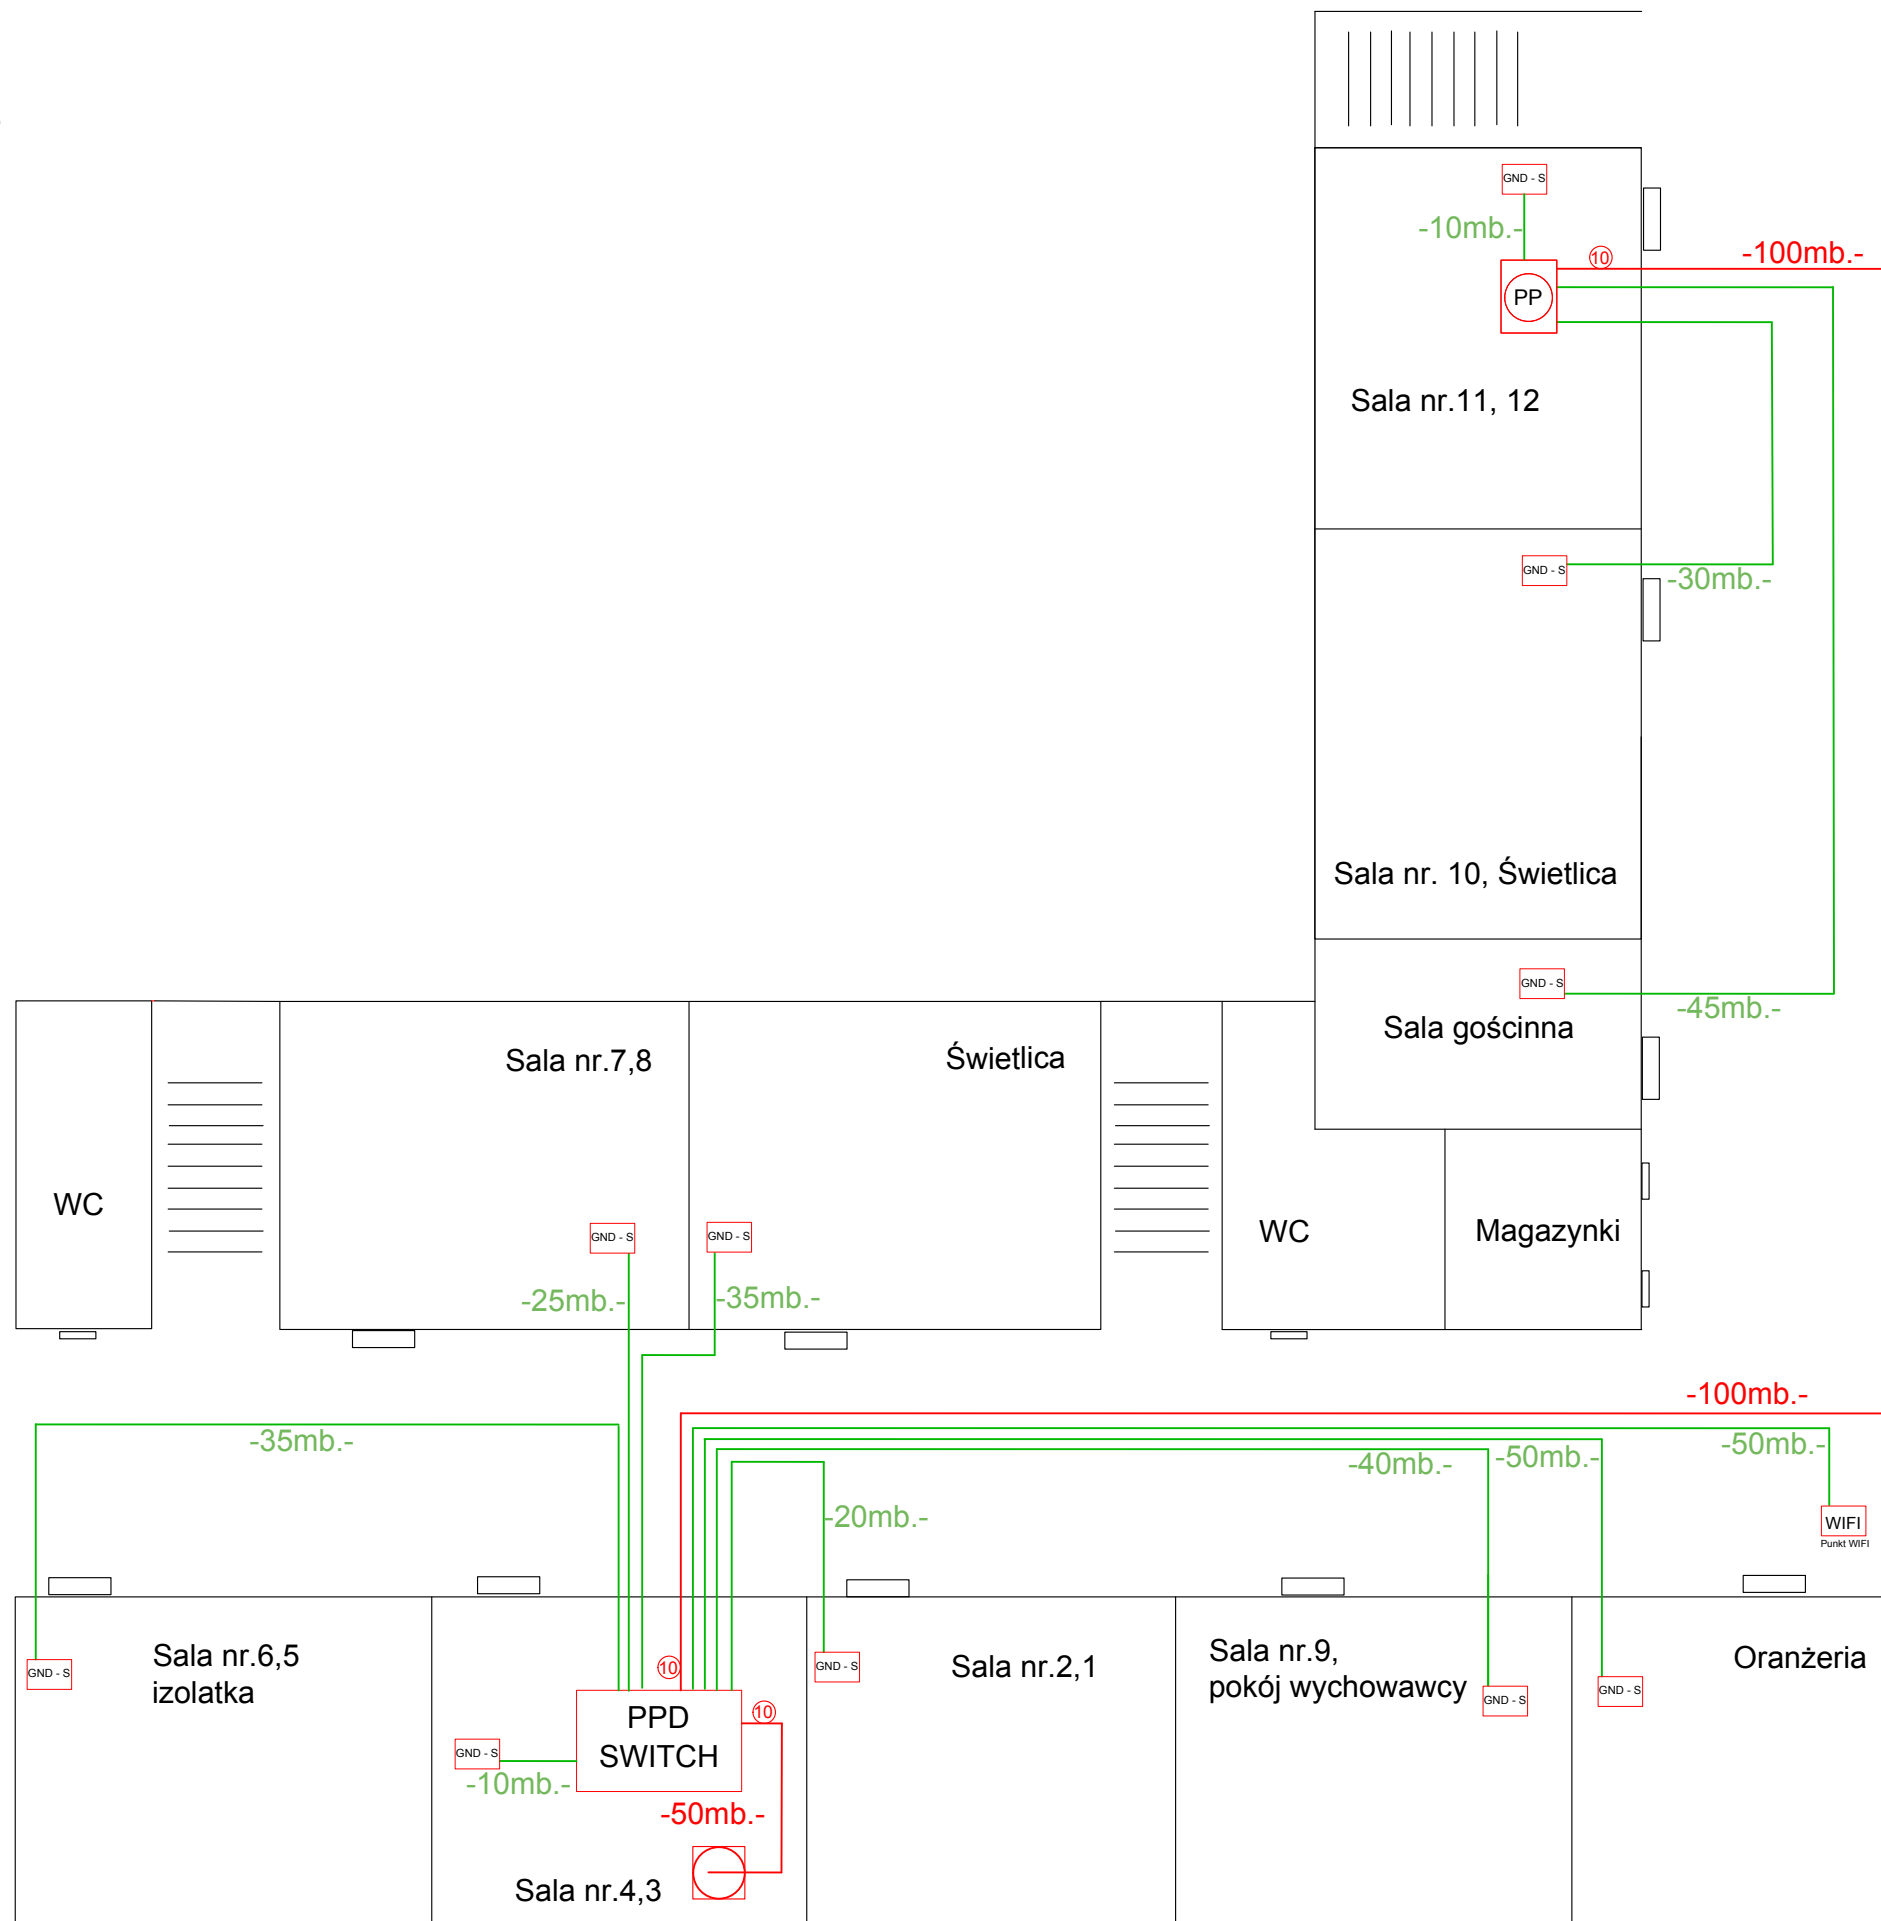 GND - S
-10mb.-
10
-100mb.-
PP
Sala nr.11, 12
GND - S
-30mb.-
Sala nr. 10, Świetlica
GND - S
-45mb.-
Sala gościnna
Sala nr.7,8
Świetlica
WC
WC
Magazynki
GND - S
GND - S
-25mb.-
-35mb.-
-100mb.-
-35mb.-
-40mb.-
-50mb.-
-50mb.-
-20mb.-
WIFI
Punkt WIFI
Sala nr.6,5
izolatka
GND - S
10
GND - S
Sala nr.2,1
Sala nr.9,
pokój wychowawcy
GND - S
GND - S
Oranżeria
PPD
SWITCH
10
GND - S
-10mb.-
-50mb.-
Sala nr.4,3